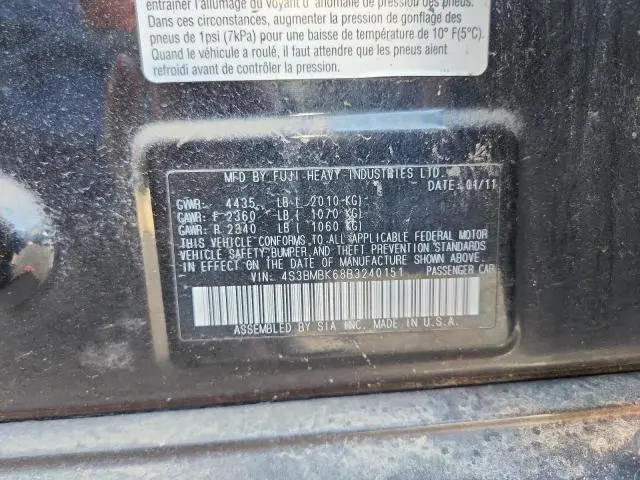 entraîner l'allumage du voyant d'anomalie de pression des pneus.
Dans ces circonstances, augmenter la pression de gonflage des
pneus de 1psi (7kPa) pour une baisse de température de 10° F(5°C).
Quand le véhicule a roulé, il faut attendre que les pneus aient
refroidi avant de contrôler la pression.
MFD BY FUJI HEAVY INDUSTRIES LTD.
DATE: 01/11
GVWR: 4435 LB ( 2010 KG)
GAWR: F 2360 LB ( 1070 KG)
GAWR: R 2340 LB ( 1060 KG)
THIS VEHICLE CONFORMS TO ALL APPLICABLE FEDERAL MOTOR
VEHICLE SAFETY, BUMPER, AND THEFT PREVENTION STANDARDS
IN EFFECT ON THE DATE OF MANUFACTURE SHOWN ABOVE.
VIN: 4S3BMBK68B3240151 PASSENGER CAR
ASSEMBLED BY SIA INC. MADE IN U.S.A.